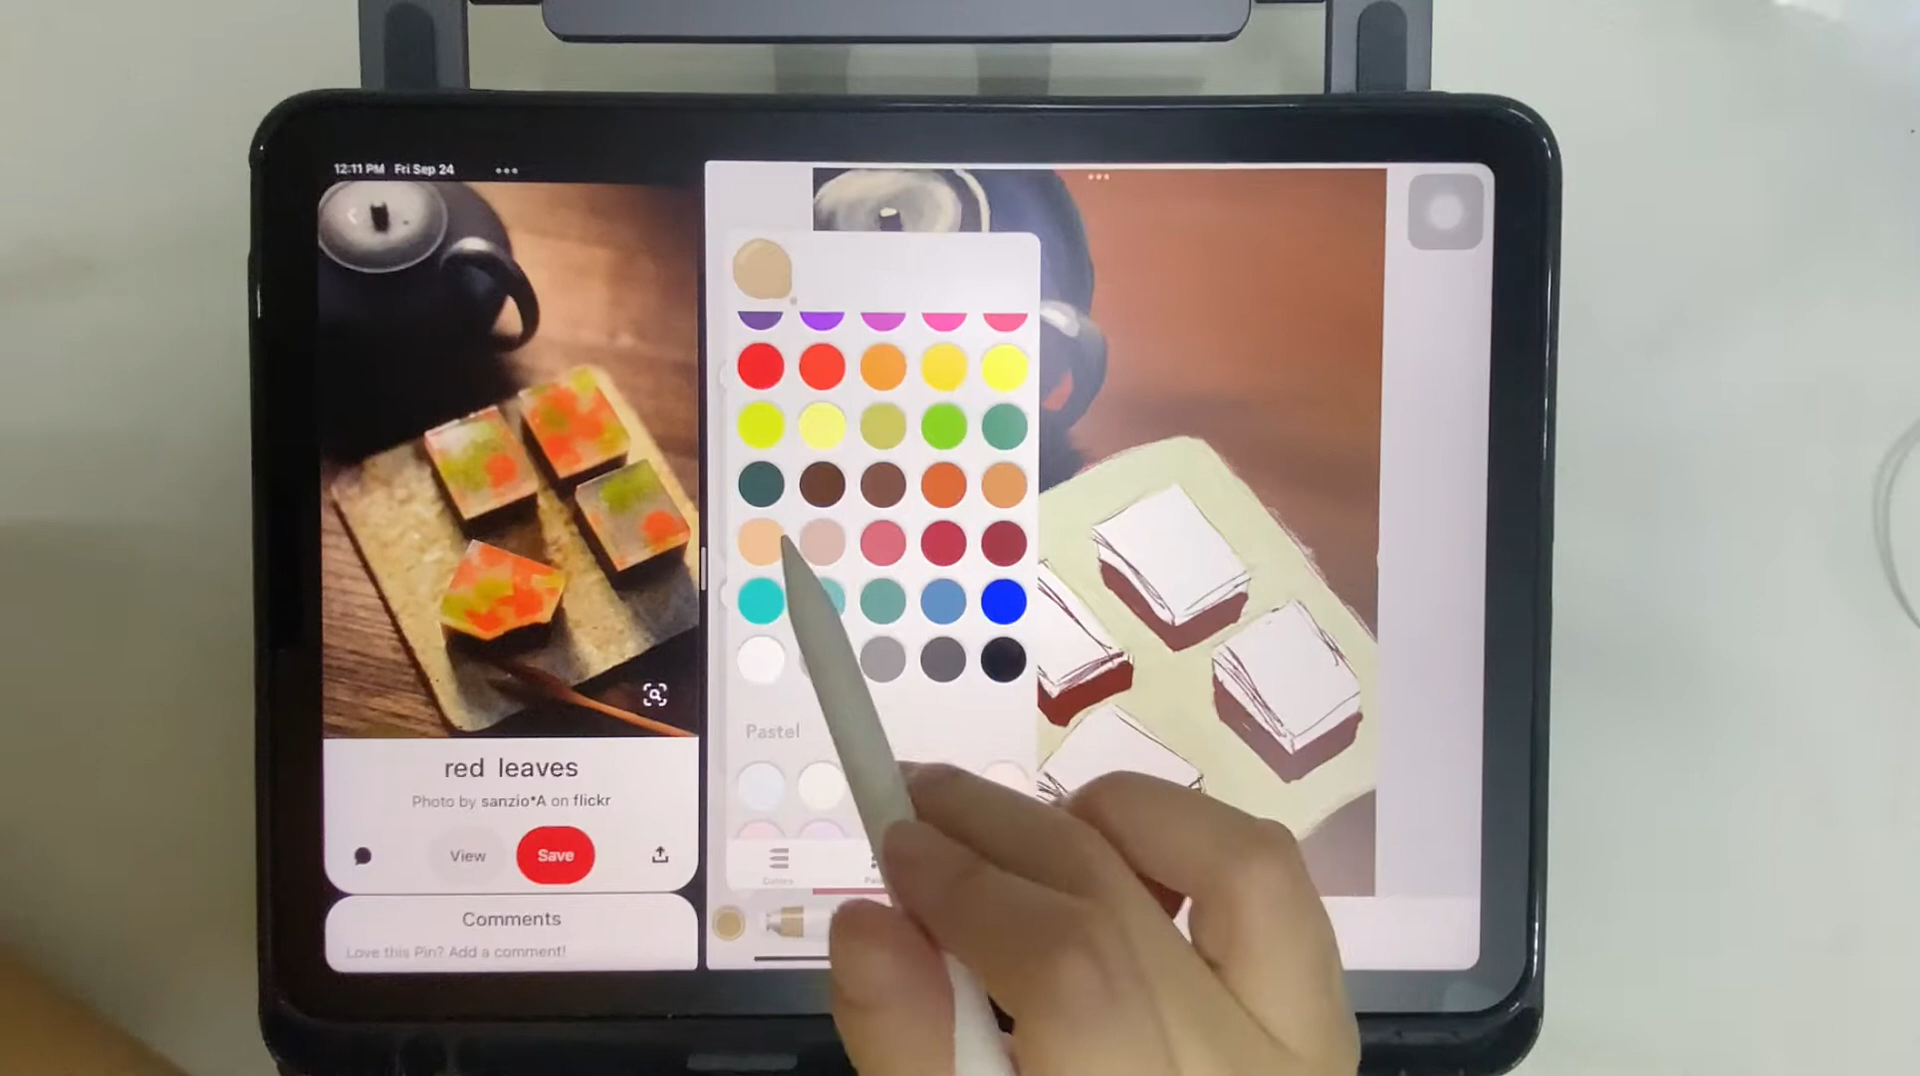 12:11 PM Fri Sep 24
red leaves
Photo by sanzio*A on flickr
View
Save
Comments
Love this Pin? Add a comment!
Pastel
Colors